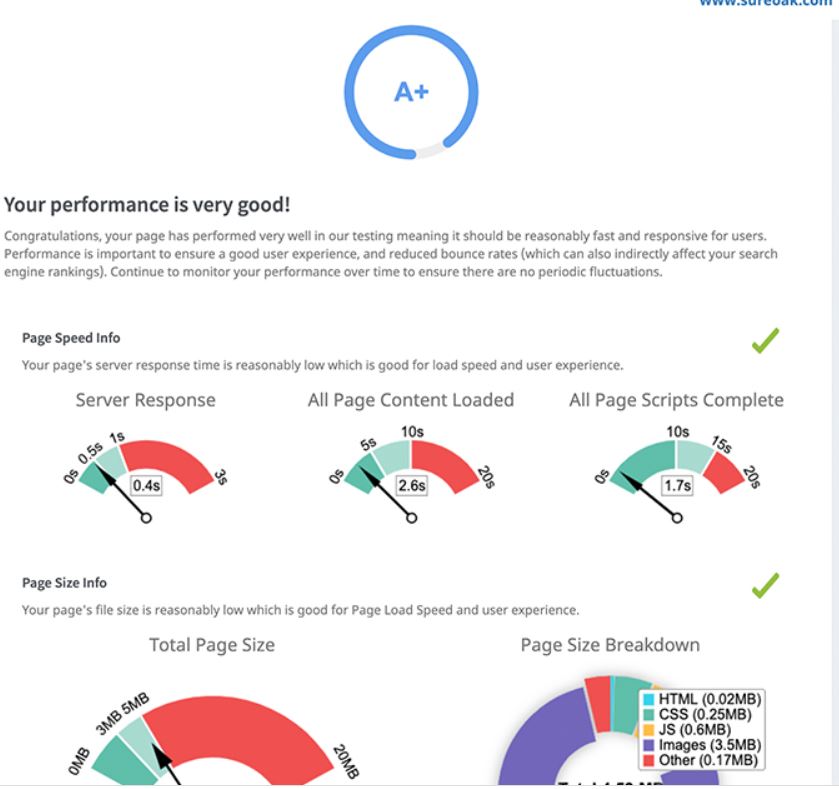 www.sureoak.com
A+
Your performance is very good!
Congratulations, your page has performed very well in our testing meaning it should be reasonably fast and responsive for users.
Performance is important to ensure a good user experience, and reduced bounce rates (which can also indirectly affect your search
engine rankings). Continue to monitor your performance over time to ensure there are no periodic fluctuations.
Page Speed Info
Your page's server response time is reasonably low which is good for load speed and user experience.
Server Response
0s 0.5s 1s 3s
0.4s
All Page Content Loaded
0s 5s 10s 20s
2.6s
All Page Scripts Complete
0s 10s 15s 20s
1.7s
Page Size Info
Your page's file size is reasonably low which is good for Page Load Speed and user experience.
Total Page Size
0MB 3MB 5MB 20MB
Page Size Breakdown
HTML (0.02MB)
CSS (0.25MB)
JS (0.6MB)
Images (3.5MB)
Other (0.17MB)